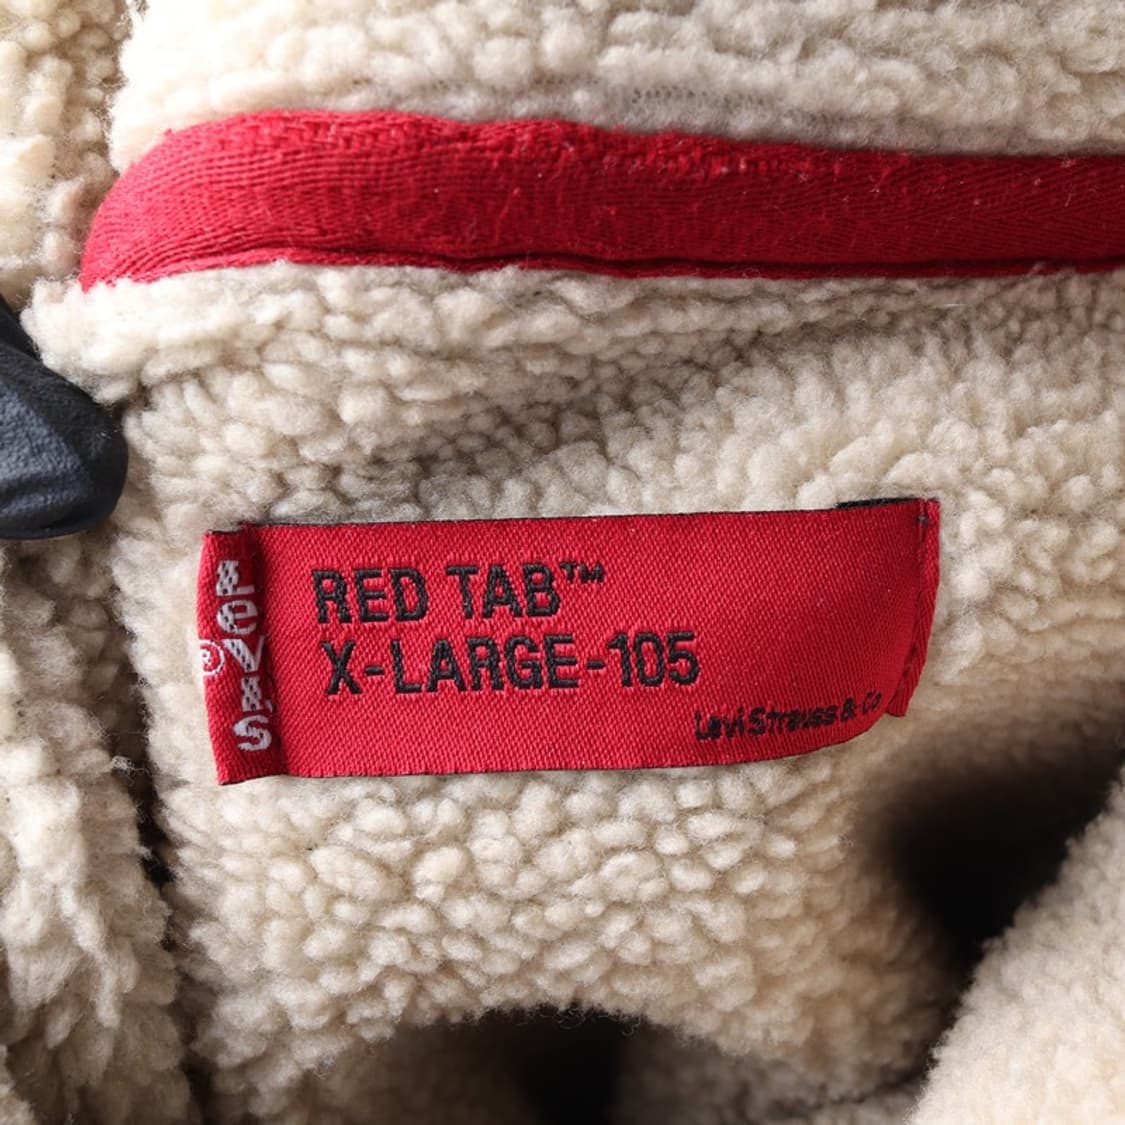 LEVI'S®
RED TAB™
X-LARGE-105
Levi Strauss & Co